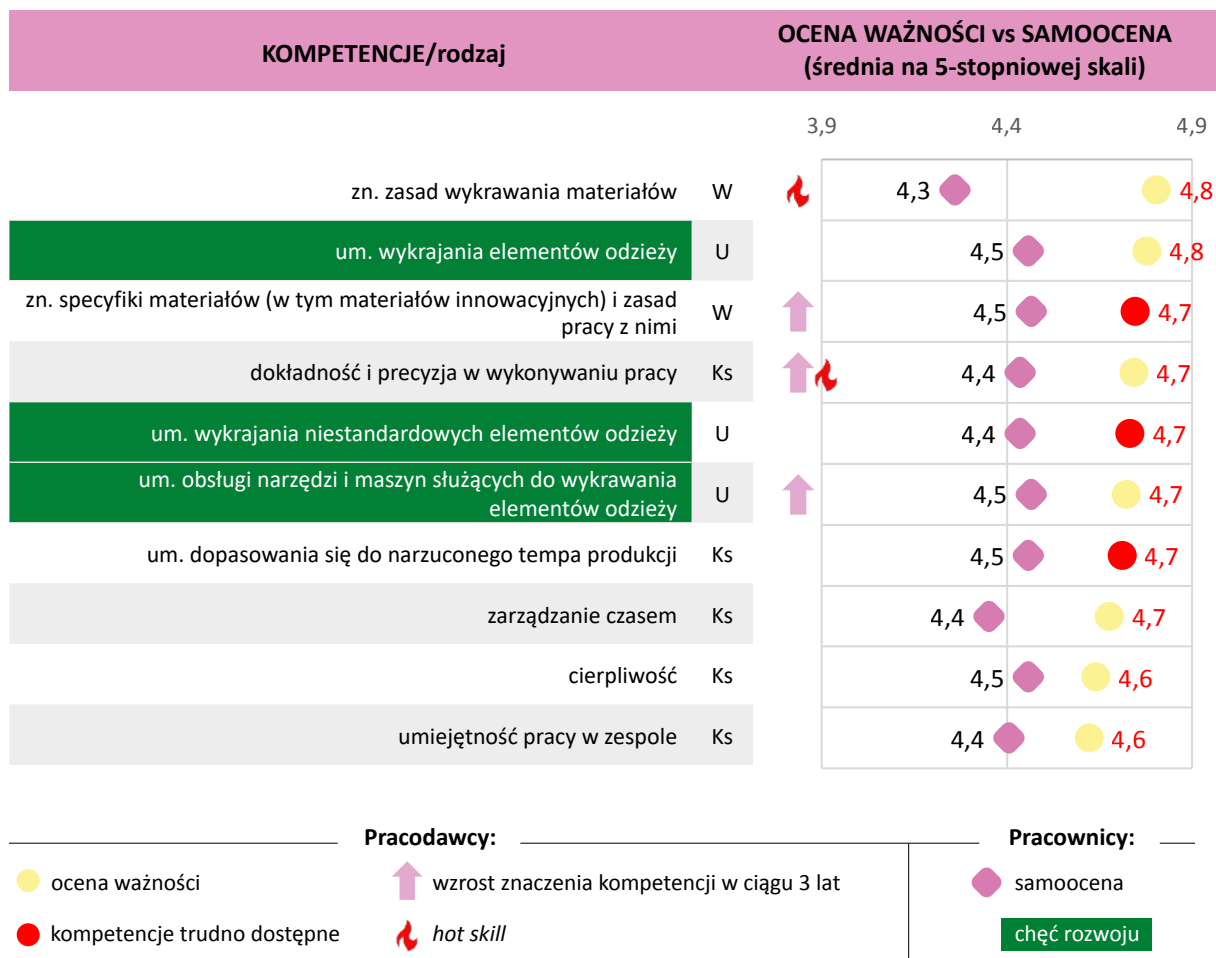 KOMPETENCJE/rodzaj
OCENA WAŻNOŚCI vs SAMOOCENA
(średnia na 5-stopniowej skali)
3,9 4,4 4,9
zn. zasad wykrawania materiałów W 4,3 4,8
um. wykrajania elementów odzieży U 4,5 4,8
zn. specyfiki materiałów (w tym materiałów innowacyjnych) i zasad
pracy z nimi W 4,5 4,7
dokładność i precyzja w wykonywaniu pracy Ks 4,4 4,7
um. wykrajania niestandardowych elementów odzieży U 4,4 4,7
um. obsługi narzędzi i maszyn służących do wykrawania
elementów odzieży U 4,5 4,7
um. dopasowania się do narzuconego tempa produkcji Ks 4,5 4,7
zarządzanie czasem Ks 4,4 4,7
cierpliwość Ks 4,5 4,6
umiejętność pracy w zespole Ks 4,4 4,6
Pracodawcy: Pracownicy:
ocena ważności wzrost znaczenia kompetencji w ciągu 3 lat samoocena
kompetencje trudno dostępne hot skill chęć rozwoju